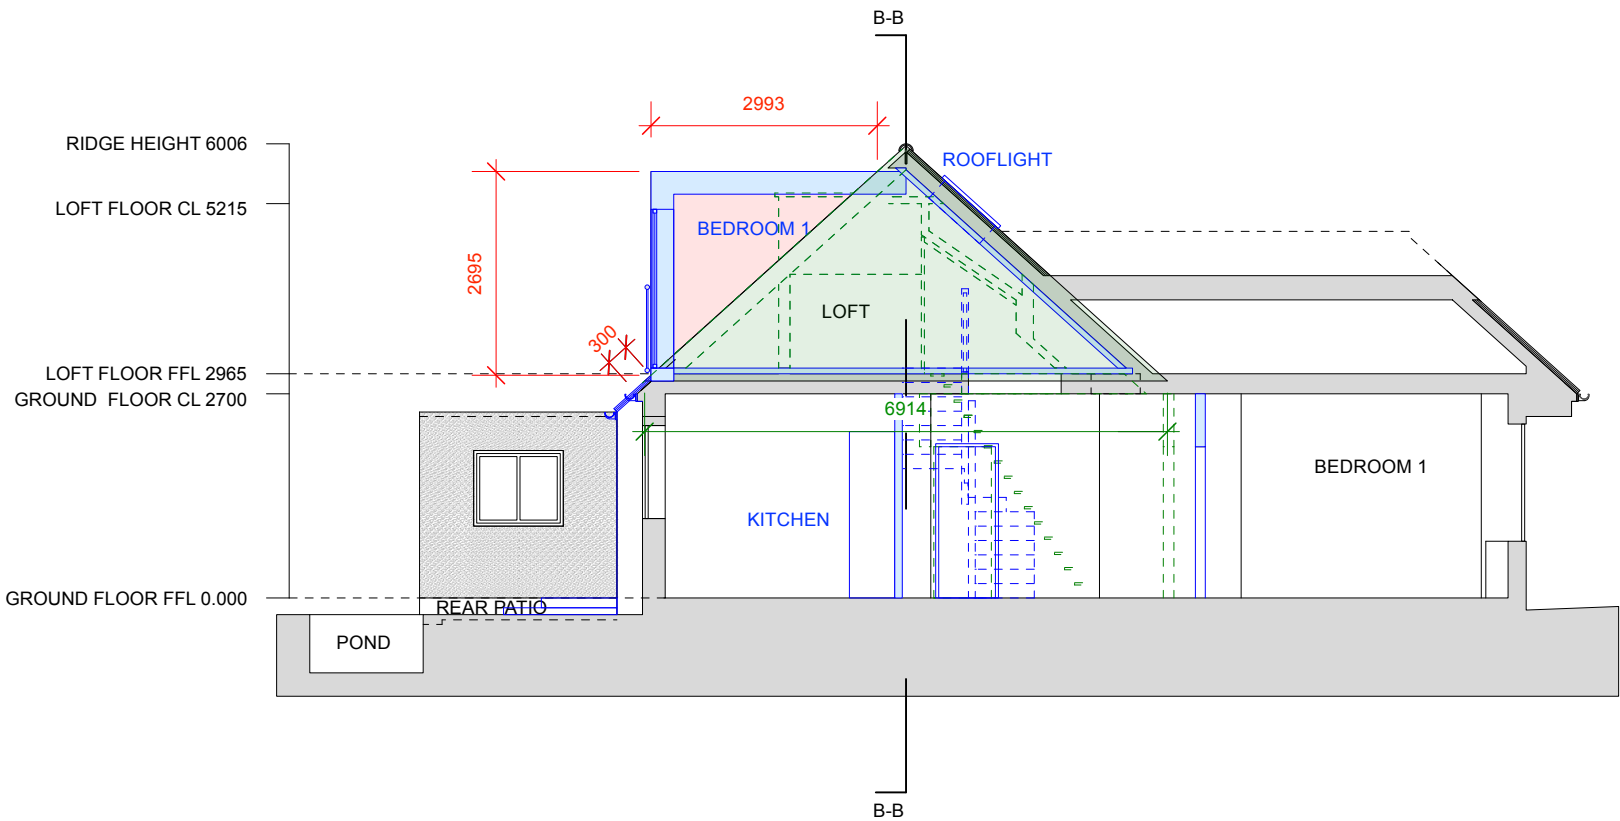 B-B
2993
RIDGE HEIGHT 6006
ROOFLIGHT
LOFT FLOOR CL 5215
BEDROOM 1
2695
LOFT
300
LOFT FLOOR FFL 2965
GROUND FLOOR CL 2700
6914
BEDROOM 1
KITCHEN
GROUND FLOOR FFL 0.000
REAR PATIO
POND
B-B